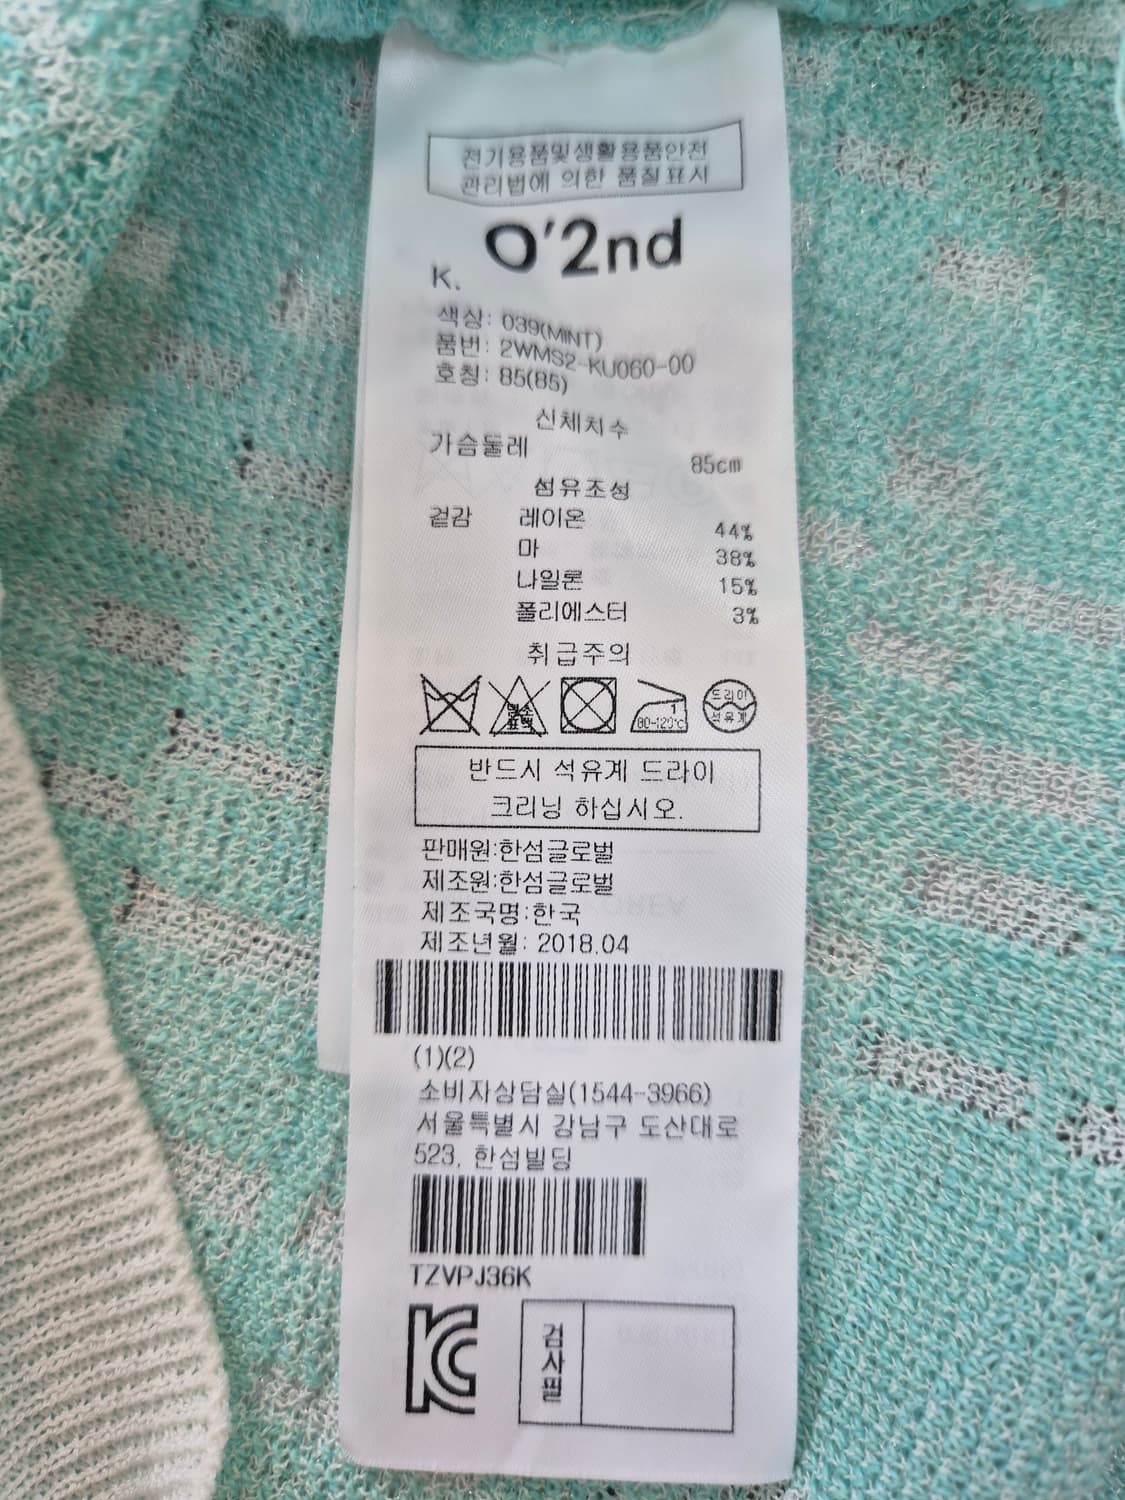 전기용품및생활용품안전
관리법에 의한 품질표시
O'2nd
K.
색상: 039(MINT)
품번: 2WMS2-KU060-00
호칭: 85(85)
신체치수
가슴둘레 85cm
섬유조성
겉감 레이온 44%
마 38%
나일론 15%
폴리에스터 3%
취급주의
염소 표백
1 80-120℃
드라이 석유계
반드시 석유계 드라이
크리닝 하십시오.
판매원:한섬글로벌
제조원:한섬글로벌
제조국명:한국
제조년월: 2018.04
(1)(2)
소비자상담실(1544-3966)
서울특별시 강남구 도산대로
523, 한섬빌딩
TZVPJ36K
KC
검사필